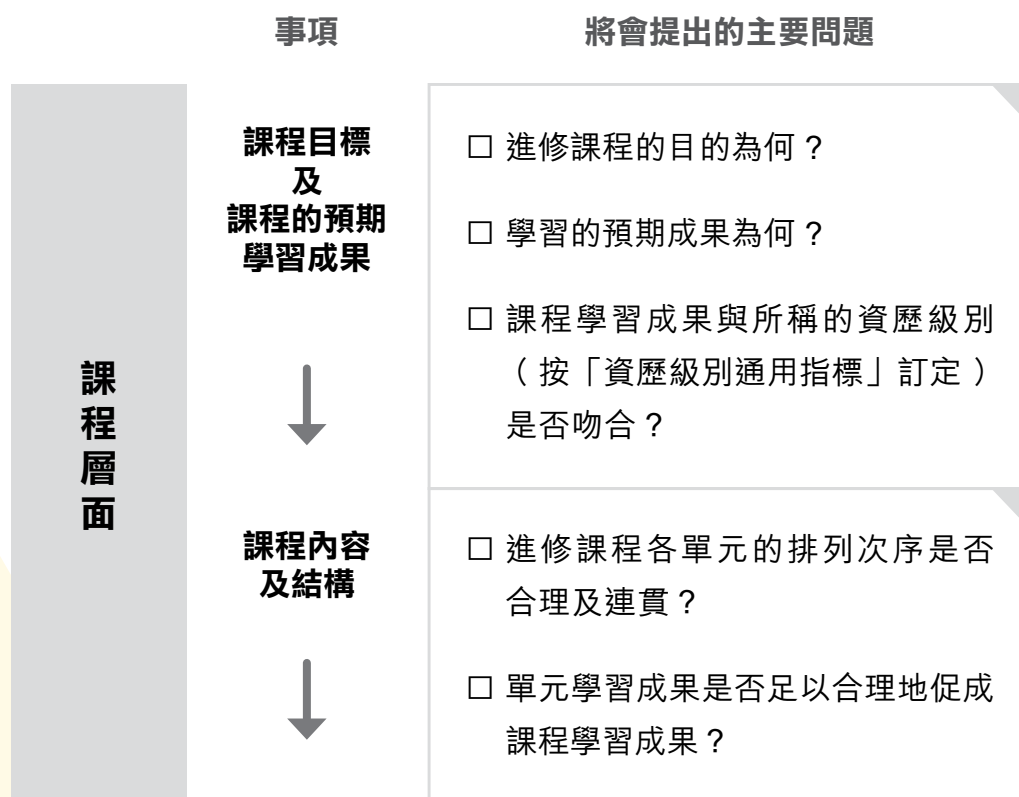 事項
將會提出的主要問題
課程層面
課程目標
及
課程的預期
學習成果
□ 進修課程的目的為何？
□ 學習的預期成果為何？
□ 課程學習成果與所稱的資歷級別
（按「資歷級別通用指標」訂定）
是否吻合？
課程內容
及結構
□ 進修課程各單元的排列次序是否
合理及連貫？
□ 單元學習成果是否足以合理地促成
課程學習成果？